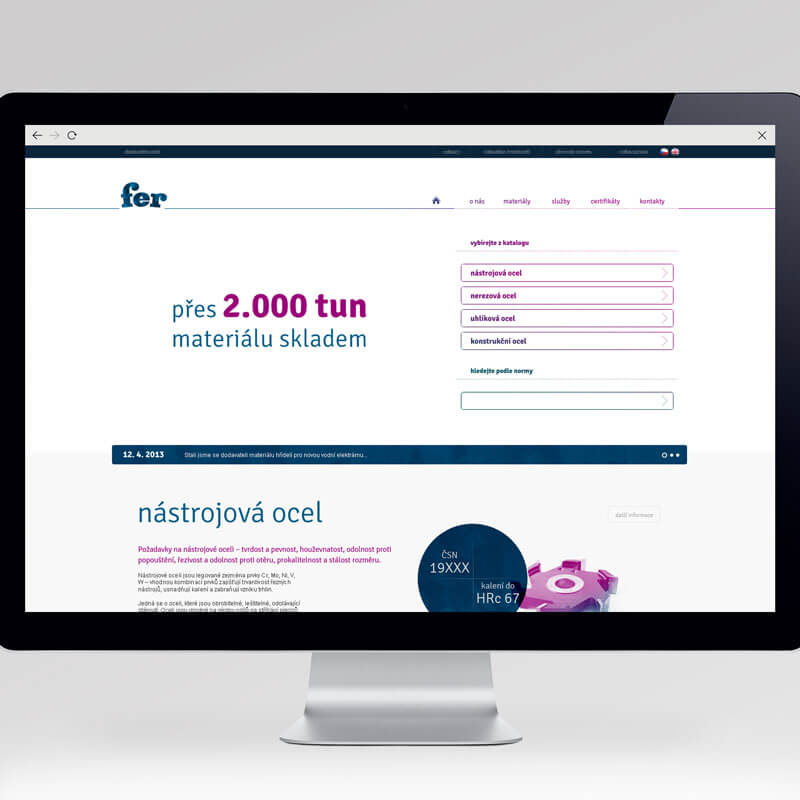 fer
o nás materiály služby certifikáty kontakty
vybírejte z katalogu
nástrojová ocel
nerezová ocel
uhlíková ocel
konstrukční ocel
hledejte podle normy
přes 2.000 tun
materiálu skladem
12. 4. 2013 Stali jsme se dodavateli materiálu hřídelí pro novou vodní elektrárnu...
nástrojová ocel
další informace
Požadavky na nástrojové oceli – tvrdost a pevnost, houževnatost, odolnost proti
popouštění, řezivost a odolnost proti otěru, prokalitelnost a stálost rozměru.
Nástrojové oceli jsou legované zejména prvky Cr, Mo, Ni, V,
W – vhodnou kombinací prvků zajišťují trvanlivost řezných
nástrojů, usnadňují kalení a zabraňují vzniku trhlin.
Jedná se o oceli, které jsou obrobitelné, leštitelné, odolávající
ČSN
19XXX
kalení do
HRc 67